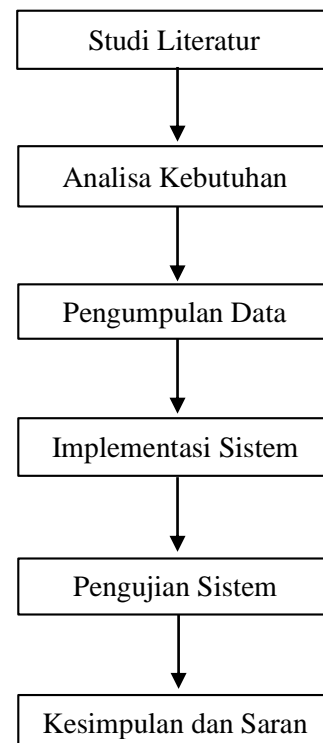 Studi Literatur
Analisa Kebutuhan
Pengumpulan Data
Implementasi Sistem
Pengujian Sistem
Kesimpulan dan Saran